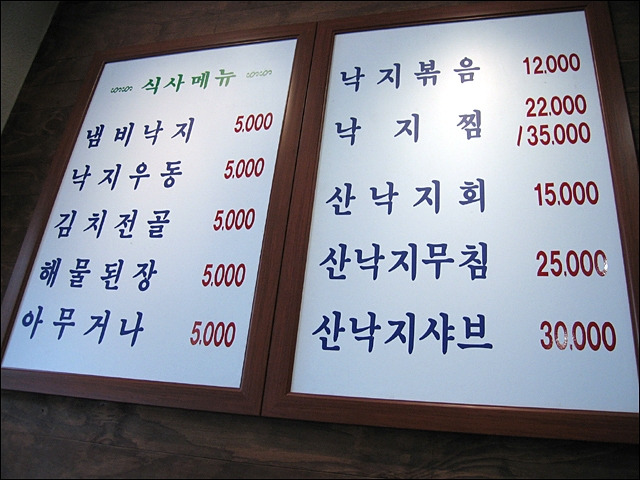 식사메뉴
냄비낙지 5.000
낙지우동 5.000
김치전골 5.000
해물된장 5.000
아무거나 5.000
낙지볶음 12.000
낙지찜 22.000
/35.000
산낙지회 15.000
산낙지무침 25.000
산낙지샤브 30.000